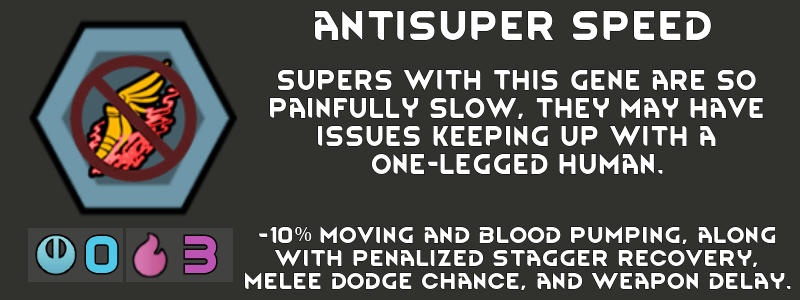 ANTISUPER SPEED
SUPERS WITH THIS GENE ARE SO
PAINFULLY SLOW, THEY MAY HAVE
ISSUES KEEPING UP WITH A
ONE-LEGGED HUMAN.
0 3
-10% MOVING AND BLOOD PUMPING, ALONG
WITH PENALIZED STAGGER RECOVERY,
MELEE DODGE CHANCE, AND WEAPON DELAY.